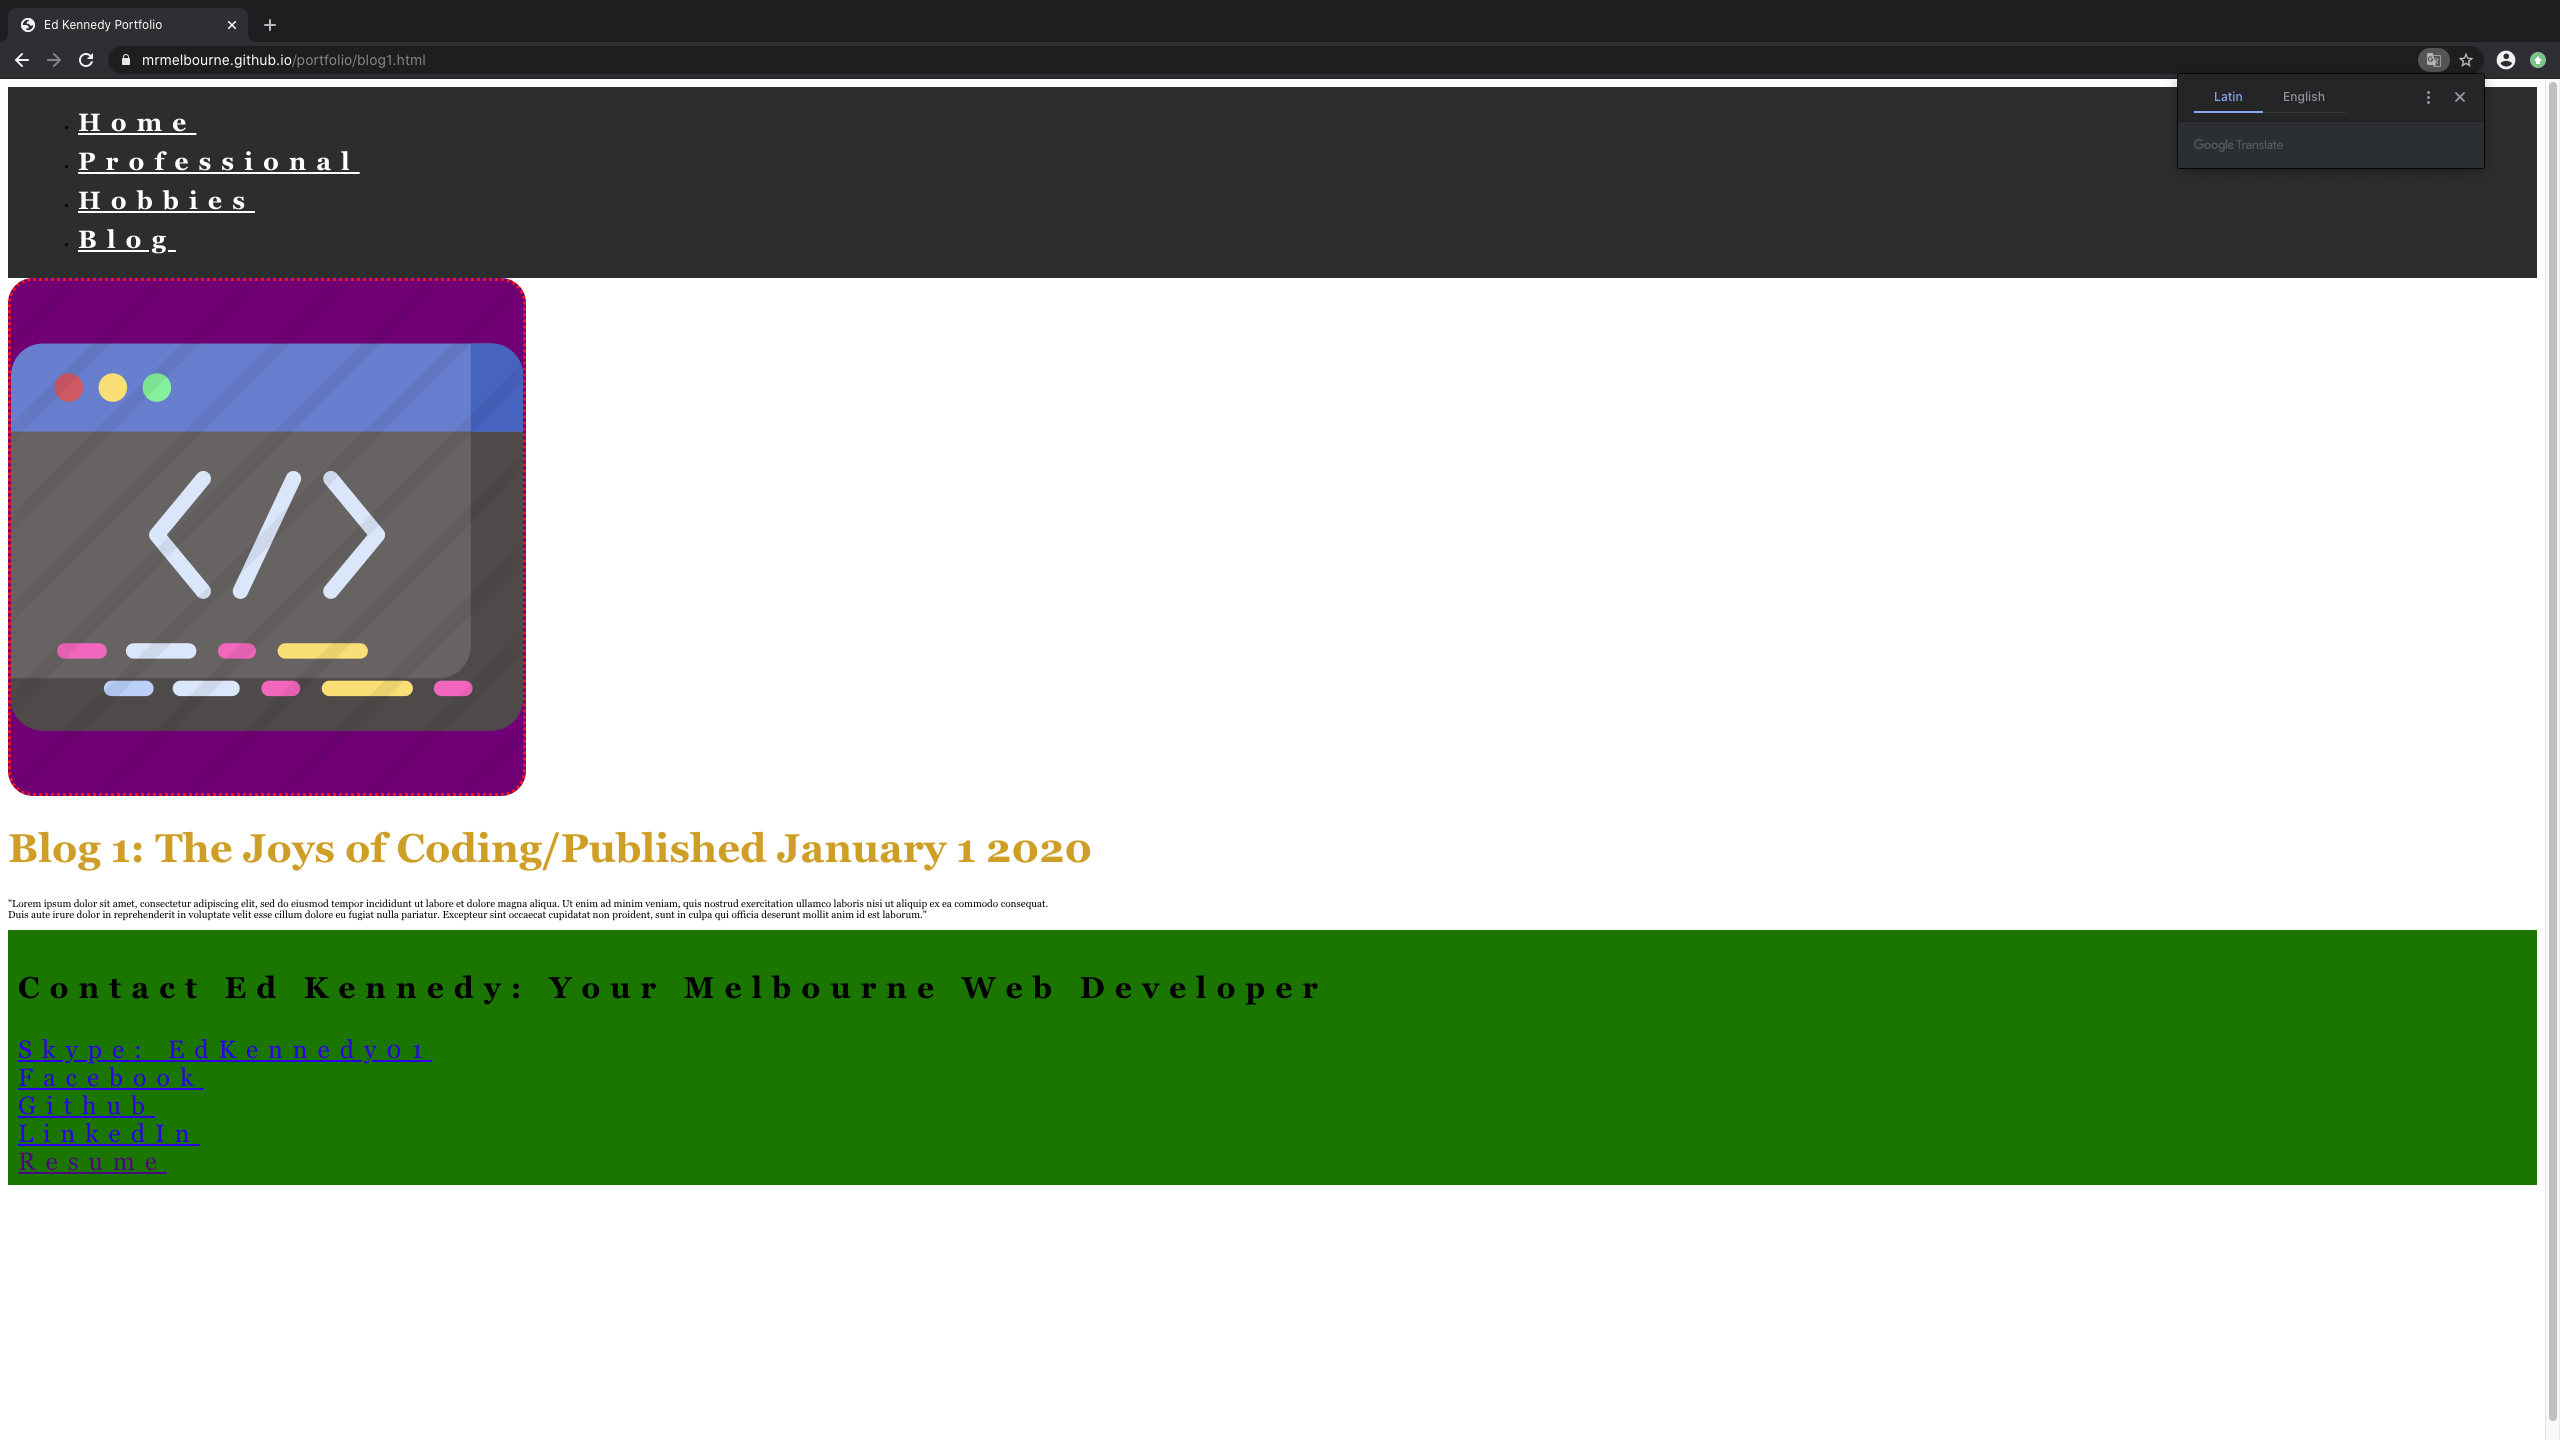 Ed Kennedy Portfolio
mrmelbourne.github.io/portfolio/blog1.html
Latin English
Google Translate
Home
Professional
Hobbies
Blog
</>
Blog 1: The Joys of Coding/Published January 1 2020
"Lorem ipsum dolor sit amet, consectetur adipiscing elit, sed do eiusmod tempor incididunt ut labore et dolore magna aliqua. Ut enim ad minim veniam, quis nostrud exercitation ullamco laboris nisi ut aliquip ex ea commodo consequat.
Duis aute irure dolor in reprehenderit in voluptate velit esse cillum dolore eu fugiat nulla pariatur. Excepteur sint occaecat cupidatat non proident, sunt in culpa qui officia deserunt mollit anim id est laborum."
Contact Ed Kennedy: Your Melbourne Web Developer
Skype: EdKennedy01
Facebook
Github
LinkedIn
Resume